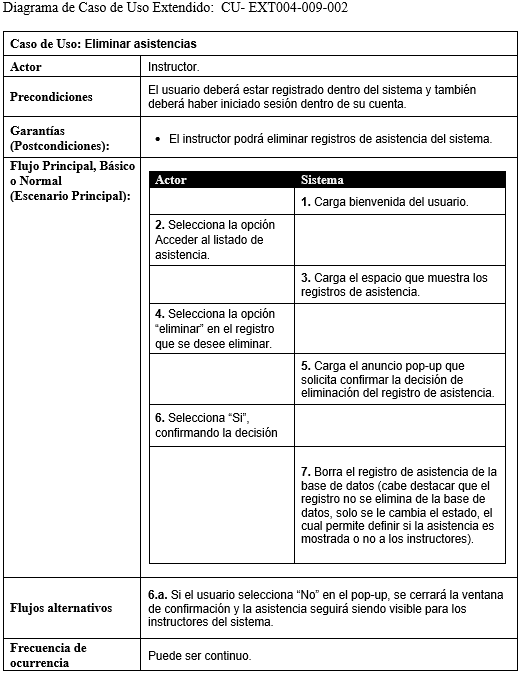 Diagrama de Caso de Uso Extendido:  CU- EXT004-009-002
Caso de Uso: Eliminar asistencias
Actor
Instructor.
Precondiciones
El usuario deberá estar registrado dentro del sistema y también
deberá haber iniciado sesión dentro de su cuenta.
Garantías
(Postcondiciones):
• El instructor podrá eliminar registros de asistencia del sistema.
Flujo Principal, Básico
o Normal
(Escenario Principal):
Actor
Sistema
1. Carga bienvenida del usuario.
2. Selecciona la opción
Acceder al listado de
asistencia.
3. Carga el espacio que muestra los
registros de asistencia.
4. Selecciona la opción
“eliminar” en el registro
que se desee eliminar.
5. Carga el anuncio pop-up que
solicita confirmar la decisión de
eliminación del registro de asistencia.
6. Selecciona “Si”,
confirmando la decisión
7. Borra el registro de asistencia de la
base de datos (cabe destacar que el
registro no se elimina de la base de
datos, solo se le cambia el estado, el
cual permite definir si la asistencia es
mostrada o no a los instructores).
Flujos alternativos
6.a. Si el usuario selecciona “No” en el pop-up, se cerrará la ventana
de confirmación y la asistencia seguirá siendo visible para los
instructores del sistema.
Frecuencia de
ocurrencia
Puede ser continuo.